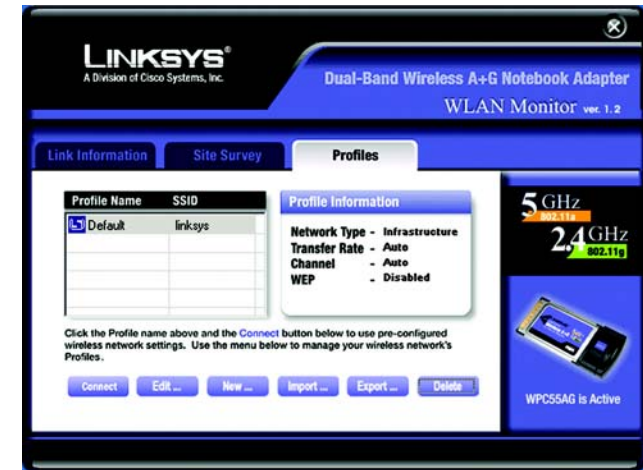 LINKSYS®
A Division of Cisco Systems, Inc.
Dual-Band Wireless A+G Notebook Adapter
WLAN Monitor ver. 1.2
Link Information
Site Survey
Profiles
Profile Name SSID
Default linksys
Profile Information
Network Type - Infrastructure
Transfer Rate - Auto
Channel - Auto
WEP - Disabled
5 GHz
802.11a
2.4 GHz
802.11g
Click the Profile name above and the Connect button below to use pre-configured
wireless network settings. Use the menu below to manage your wireless network's
Profiles.
Connect
Edit ...
New ...
Import ...
Export ...
Delete
WPC55AG is Active